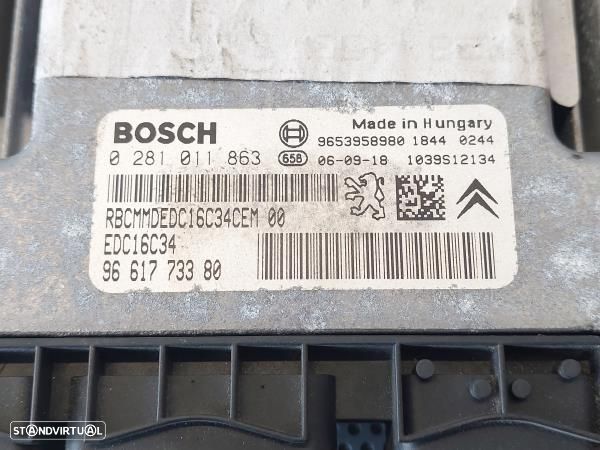 BOSCH
Made in Hungary
9653958980 1844 0244
0 281 011 863
658
06-09-18 1039S12134
RBCMMDEDC16C34CEM 00
EDC16C34
96 617 733 80
STANDVIRTUAL